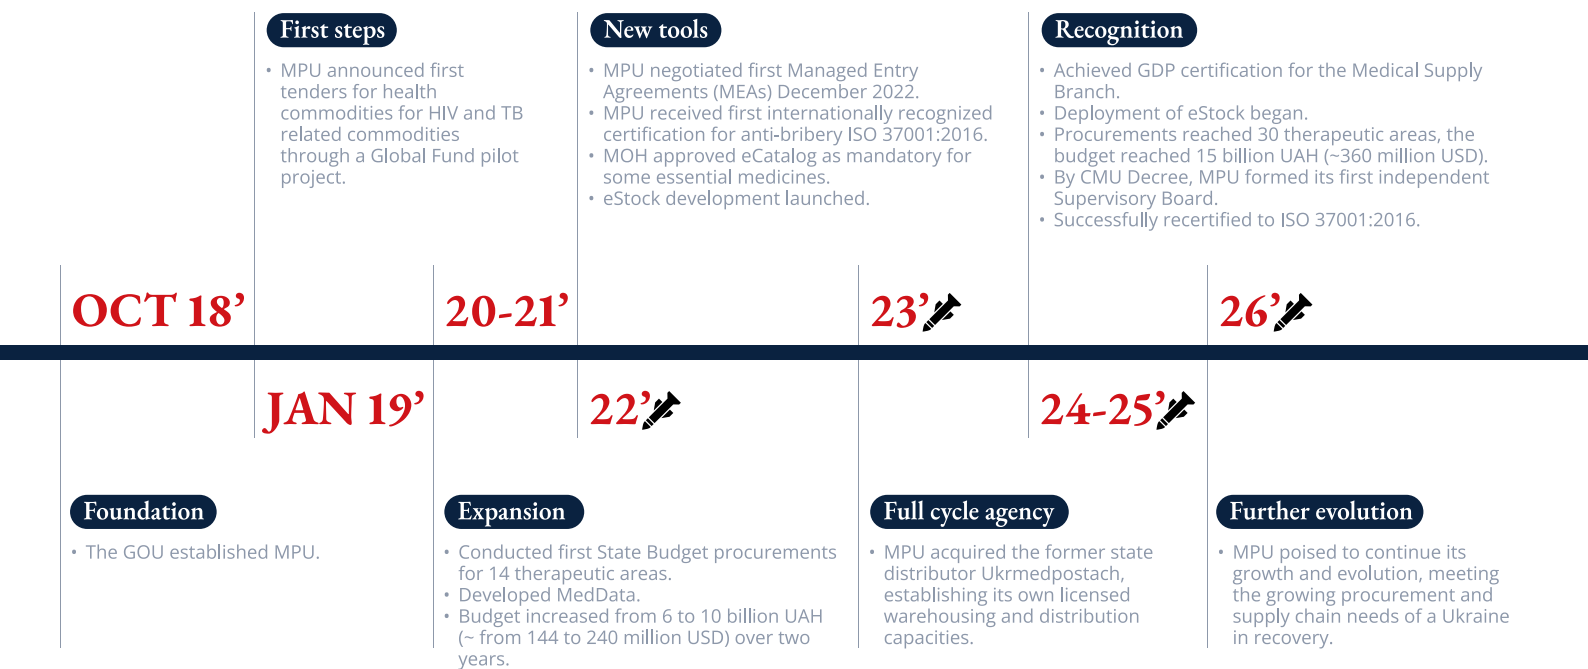 First steps
• MPU announced first
tenders for health
commodities for HIV and TB
related commodities
through a Global Fund pilot
project.
New tools
• MPU negotiated first Managed Entry
Agreements (MEAs) December 2022.
• MPU received first internationally recognized
certification for anti-bribery ISO 37001:2016.
• MOH approved eCatalog as mandatory for
some essential medicines.
• eStock development launched.
Recognition
• Achieved GDP certification for the Medical Supply
Branch.
• Deployment of eStock began.
• Procurements reached 30 therapeutic areas, the
budget reached 15 billion UAH (~360 million USD).
• By CMU Decree, MPU formed its first independent
Supervisory Board.
• Successfully recertified to ISO 37001:2016.
OCT 18’
20-21’
23’
26’
JAN 19’
22’
24-25’
Foundation
• The GOU established MPU.
Expansion
• Conducted first State Budget procurements
for 14 therapeutic areas.
• Developed MedData.
• Budget increased from 6 to 10 billion UAH
(~ from 144 to 240 million USD) over two
years.
Full cycle agency
• MPU acquired the former state
distributor Ukrmedpostach,
establishing its own licensed
warehousing and distribution
capacities.
Further evolution
• MPU poised to continue its
growth and evolution, meeting
the growing procurement and
supply chain needs of a Ukraine
in recovery.